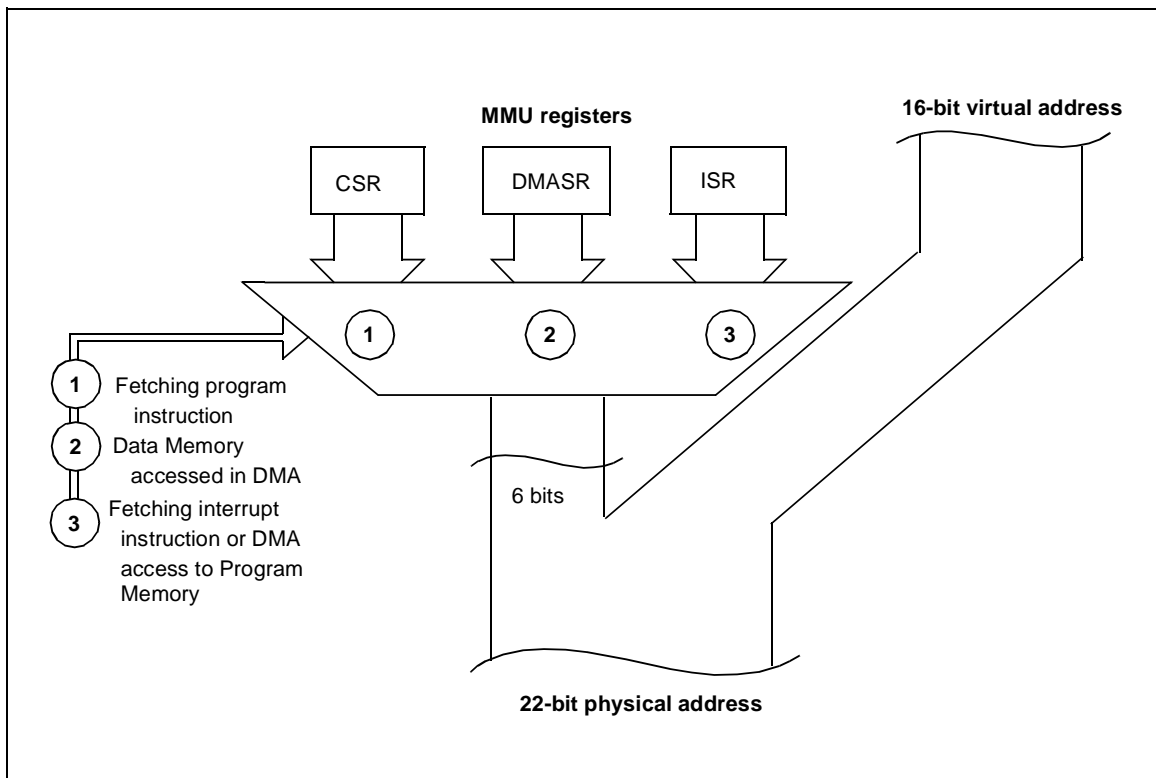 MMU registers
16-bit virtual address
CSR
DMASR
ISR
1
2
3
1
Fetching program
instruction
2
Data Memory
accessed in DMA
3
Fetching interrupt
instruction or DMA
access to Program
Memory
6 bits
22-bit physical address